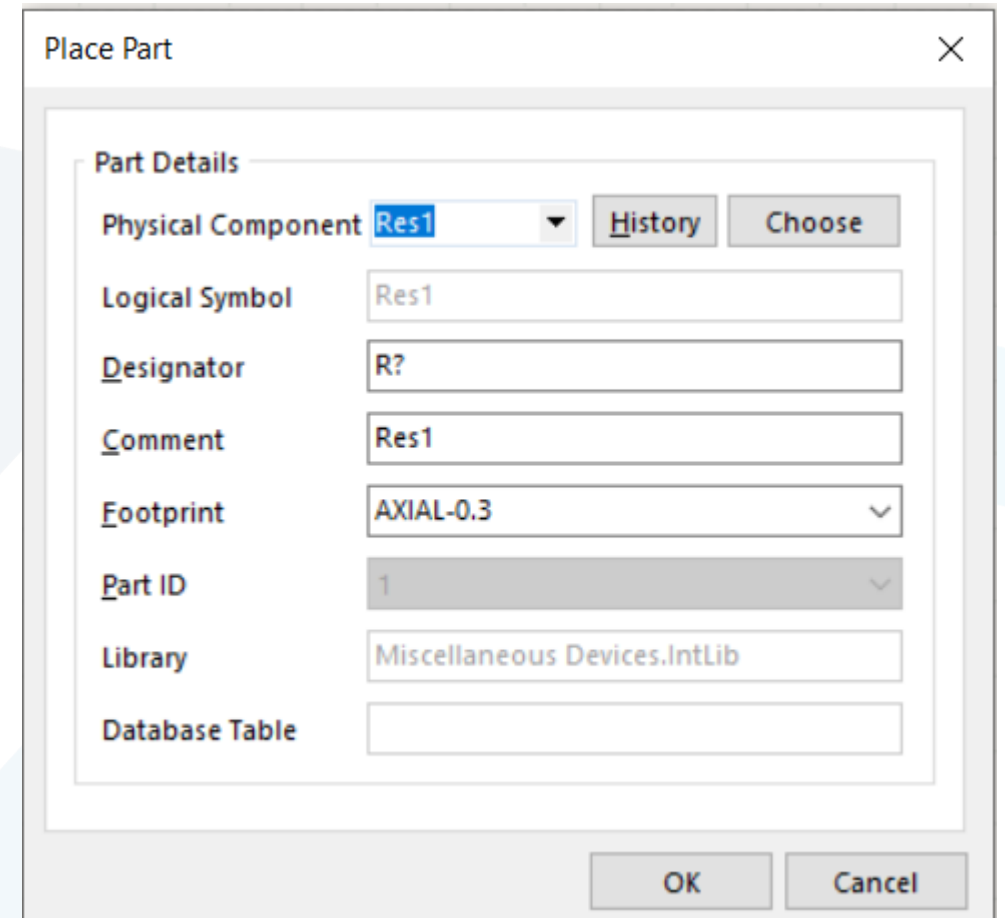 Place Part
Part Details
Physical Component Res1 History Choose
Logical Symbol Res1
Designator R?
Comment Res1
Footprint AXIAL-0.3
Part ID 1
Library Miscellaneous Devices.IntLib
Database Table
OK Cancel